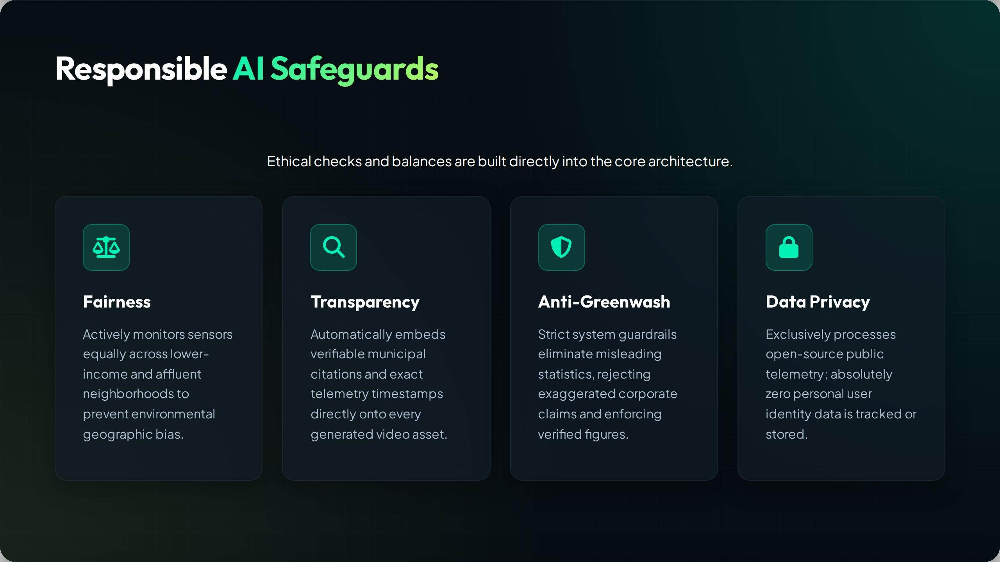 Responsible AI Safeguards
Ethical checks and balances are built directly into the core architecture.
Fairness
Actively monitors sensors
equally across lower-
income and affluent
neighborhoods to
prevent environmental
geographic bias.
Transparency
Automatically embeds
verifiable municipal
citations and exact
telemetry timestamps
directly onto every
generated video asset.
Anti-Greenwash
Strict system guardrails
eliminate misleading
statistics, rejecting
exaggerated corporate
claims and enforcing
verified figures.
Data Privacy
Exclusively processes
open-source public
telemetry; absolutely
zero personal user
identity data is tracked or
stored.